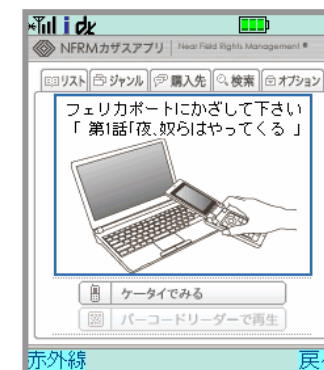 NFRMカザスアプリ Near Field Rights Management
リスト ジャンル 購入先 検索 オプション
フェリカポートにかざして下さい
「 第1話「夜、奴らはやってくる 」
ケータイでみる
バーコードリーダーで再生
赤外線 戻